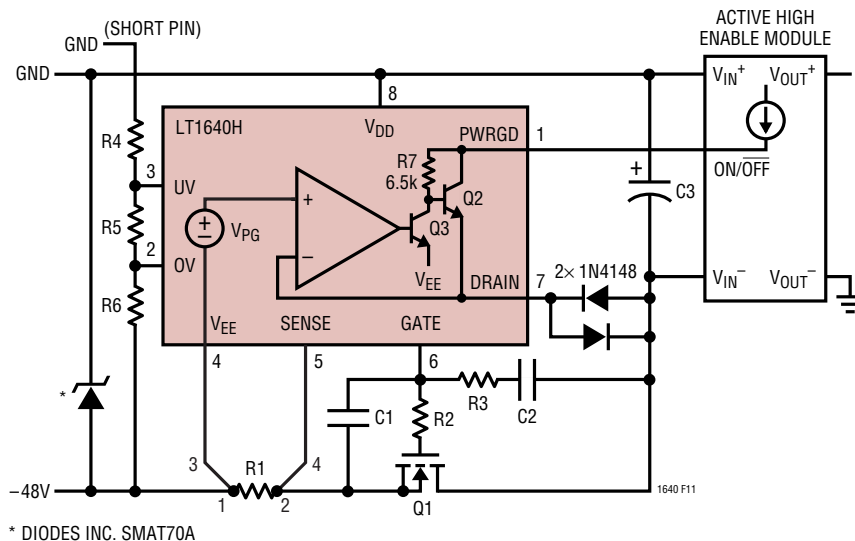 (SHORT PIN)
GND
GND
ACTIVE HIGH
ENABLE MODULE
VIN+
VOUT+
8
LT1640H
VDD
PWRGD
1
R4
R7
6.5k
ON/OFF
3
UV
+
Q2
+
C3
R5
+
−
VPG
Q3
2
OV
−
VEE
DRAIN
7
2× 1N4148
VIN−
VOUT−
R6
VEE
SENSE
GATE
4
5
6
*
C1
R2
R3
C2
3
R1
4
−48V
1
2
Q1
1640 F11
* DIODES INC. SMAT70A